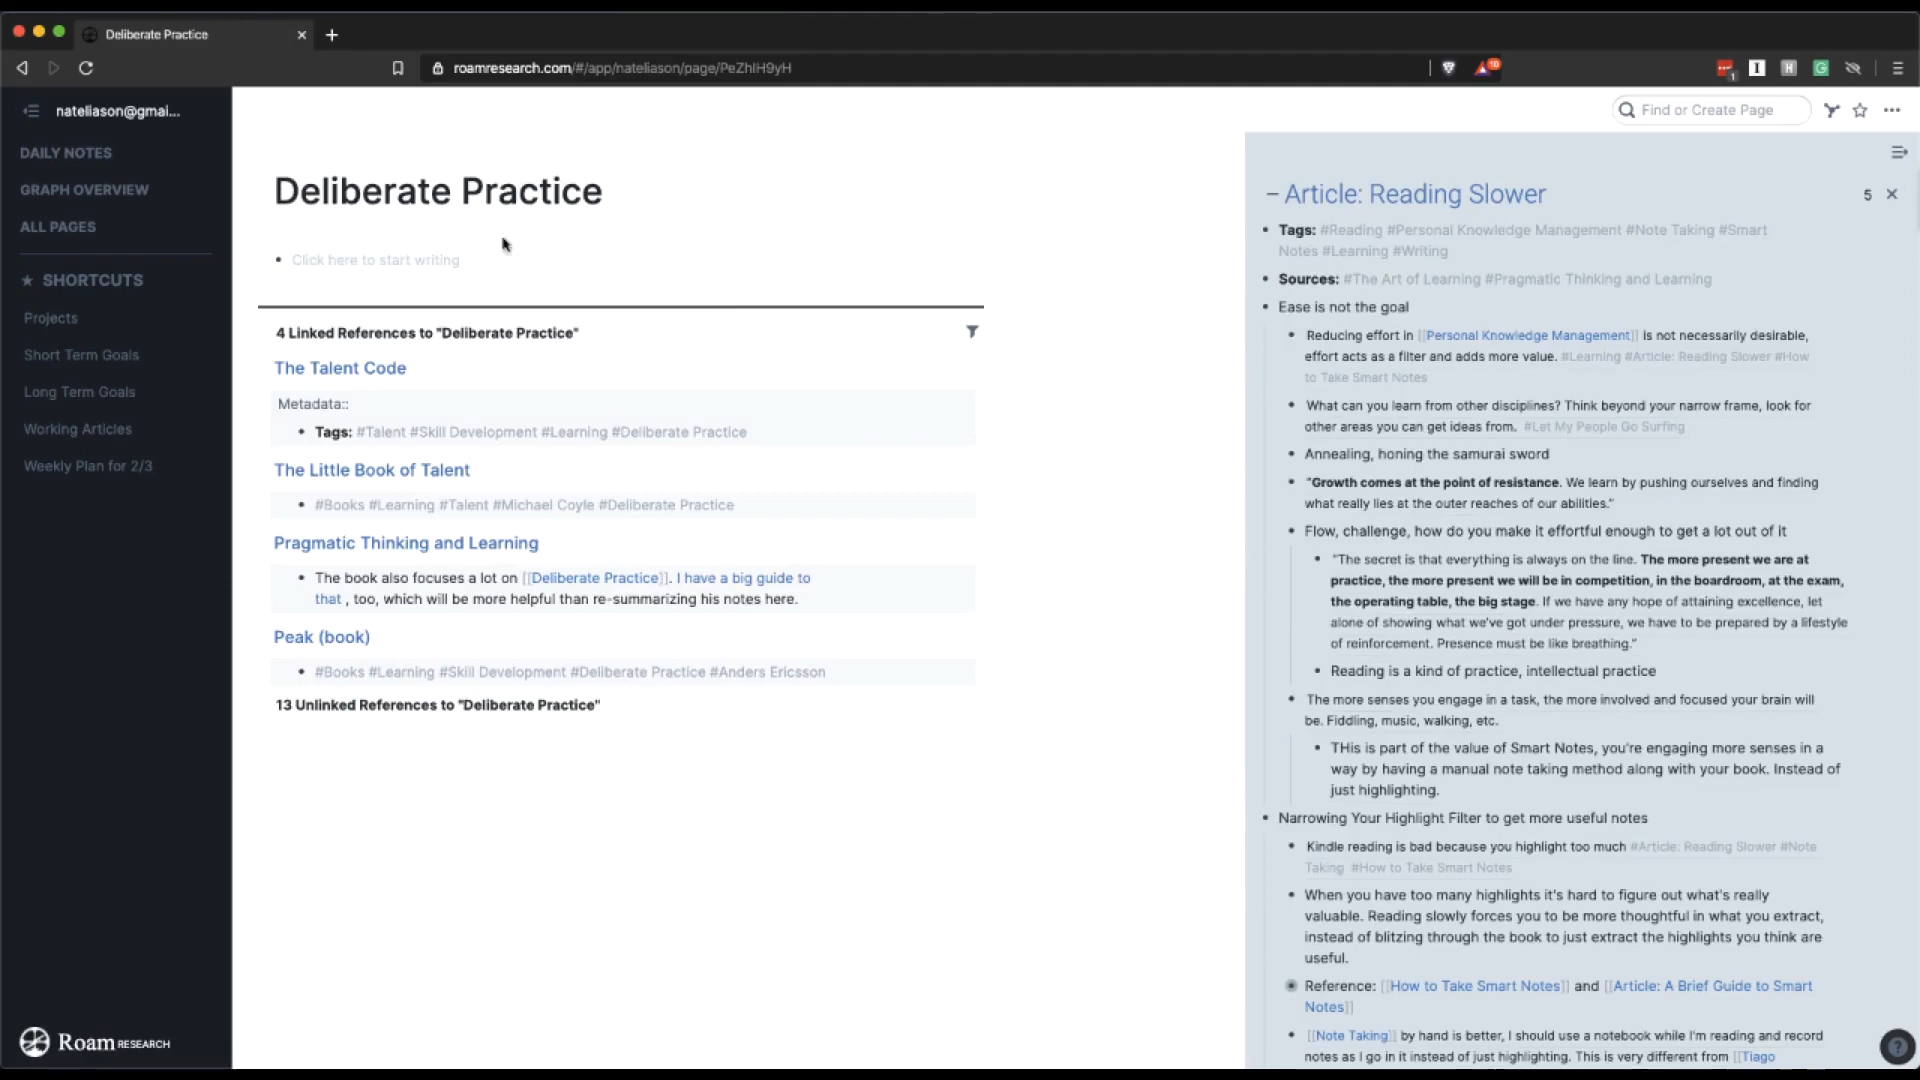 Deliberate Practice
roamresearch.com/#/app/nateliason/page/PeZhIH9yH
10
1
nateliason@gmai...
DAILY NOTES
GRAPH OVERVIEW
ALL PAGES
SHORTCUTS
Projects
Short Term Goals
Long Term Goals
Working Articles
Weekly Plan for 2/3
Roam RESEARCH
Find or Create Page
Deliberate Practice
Click here to start writing
4 Linked References to "Deliberate Practice"
The Talent Code
Metadata::
Tags: #Talent #Skill Development #Learning #Deliberate Practice
The Little Book of Talent
#Books #Learning #Talent #Michael Coyle #Deliberate Practice
Pragmatic Thinking and Learning
The book also focuses a lot on [[Deliberate Practice]]. I have a big guide to
that , too, which will be more helpful than re-summarizing his notes here.
Peak (book)
#Books #Learning #Skill Development #Deliberate Practice #Anders Ericsson
13 Unlinked References to "Deliberate Practice"
– Article: Reading Slower
5
Tags: #Reading #Personal Knowledge Management #Note Taking #Smart
Notes #Learning #Writing
Sources: #The Art of Learning #Pragmatic Thinking and Learning
Ease is not the goal
Reducing effort in [[Personal Knowledge Management]] is not necessarily desirable,
effort acts as a filter and adds more value. #Learning #Article: Reading Slower #How
to Take Smart Notes
What can you learn from other disciplines? Think beyond your narrow frame, look for
other areas you can get ideas from. #Let My People Go Surfing
Annealing, honing the samurai sword
“Growth comes at the point of resistance. We learn by pushing ourselves and finding
what really lies at the outer reaches of our abilities.”
Flow, challenge, how do you make it effortful enough to get a lot out of it
“The secret is that everything is always on the line. The more present we are at
practice, the more present we will be in competition, in the boardroom, at the exam,
the operating table, the big stage. If we have any hope of attaining excellence, let
alone of showing what we’ve got under pressure, we have to be prepared by a lifestyle
of reinforcement. Presence must be like breathing.”
Reading is a kind of practice, intellectual practice
The more senses you engage in a task, the more involved and focused your brain will
be. Fiddling, music, walking, etc.
THis is part of the value of Smart Notes, you're engaging more senses in a
way by having a manual note taking method along with your book. Instead of
just highlighting.
Narrowing Your Highlight Filter to get more useful notes
Kindle reading is bad because you highlight too much #Article: Reading Slower #Note
Taking #How to Take Smart Notes
When you have too many highlights it's hard to figure out what's really
valuable. Reading slowly forces you to be more thoughtful in what you extract,
instead of blitzing through the book to just extract the highlights you think are
useful.
Reference: [[How to Take Smart Notes]] and [[Article: A Brief Guide to Smart
Notes]]
[[Note Taking]] by hand is better, I should use a notebook while I'm reading and record
notes as I go in it instead of just highlighting. This is very different from [[Tiago